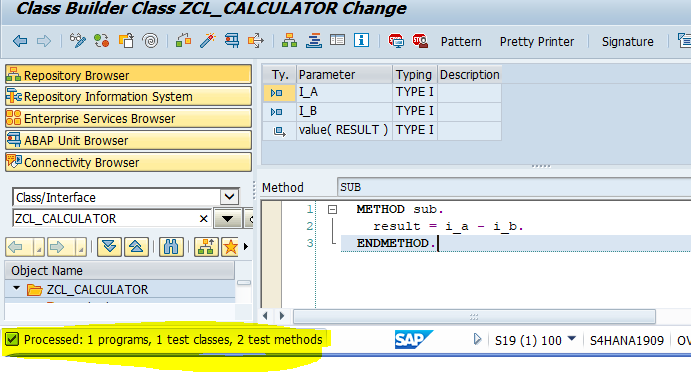 Class Builder Class ZCL_CALCULATOR Change
Pattern Pretty Printer Signature
Repository Browser
Repository Information System
Enterprise Services Browser
ABAP Unit Browser
Connectivity Browser
Class/Interface
ZCL_CALCULATOR
Object Name
ZCL_CALCULATOR
Ty. Parameter Typing Description
I_A TYPE I
I_B TYPE I
value( RESULT ) TYPE I
Method SUB
1 METHOD sub.
2 result = i_a - i_b.
3 ENDMETHOD.
Processed: 1 programs, 1 test classes, 2 test methods
SAP
S19 (1) 100
S4HANA1909
OV